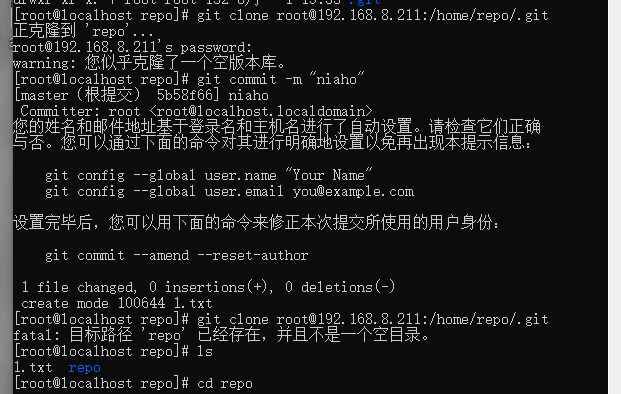 [root@localhost repo]# git clone root@192.168.8.211:/home/repo/.git
正克隆到 'repo'...
root@192.168.8.211's password:
warning: 您似乎克隆了一个空版本库。
[root@localhost repo]# git commit -m "niaho"
[master（根提交） 5b58f66] niaho
 Committer: root <root@localhost.localdomain>
您的姓名和邮件地址基于登录名和主机名进行了自动设置。请检查它们正确
与否。您可以通过下面的命令对其进行明确地设置以免再出现本提示信息：

    git config --global user.name "Your Name"
    git config --global user.email you@example.com

设置完毕后，您可以用下面的命令来修正本次提交所使用的用户身份：

    git commit --amend --reset-author

 1 file changed, 0 insertions(+), 0 deletions(-)
 create mode 100644 1.txt
[root@localhost repo]# git clone root@192.168.8.211:/home/repo/.git
fatal: 目标路径 'repo' 已经存在，并且不是一个空目录。
[root@localhost repo]# ls
1.txt  repo
[root@localhost repo]# cd repo